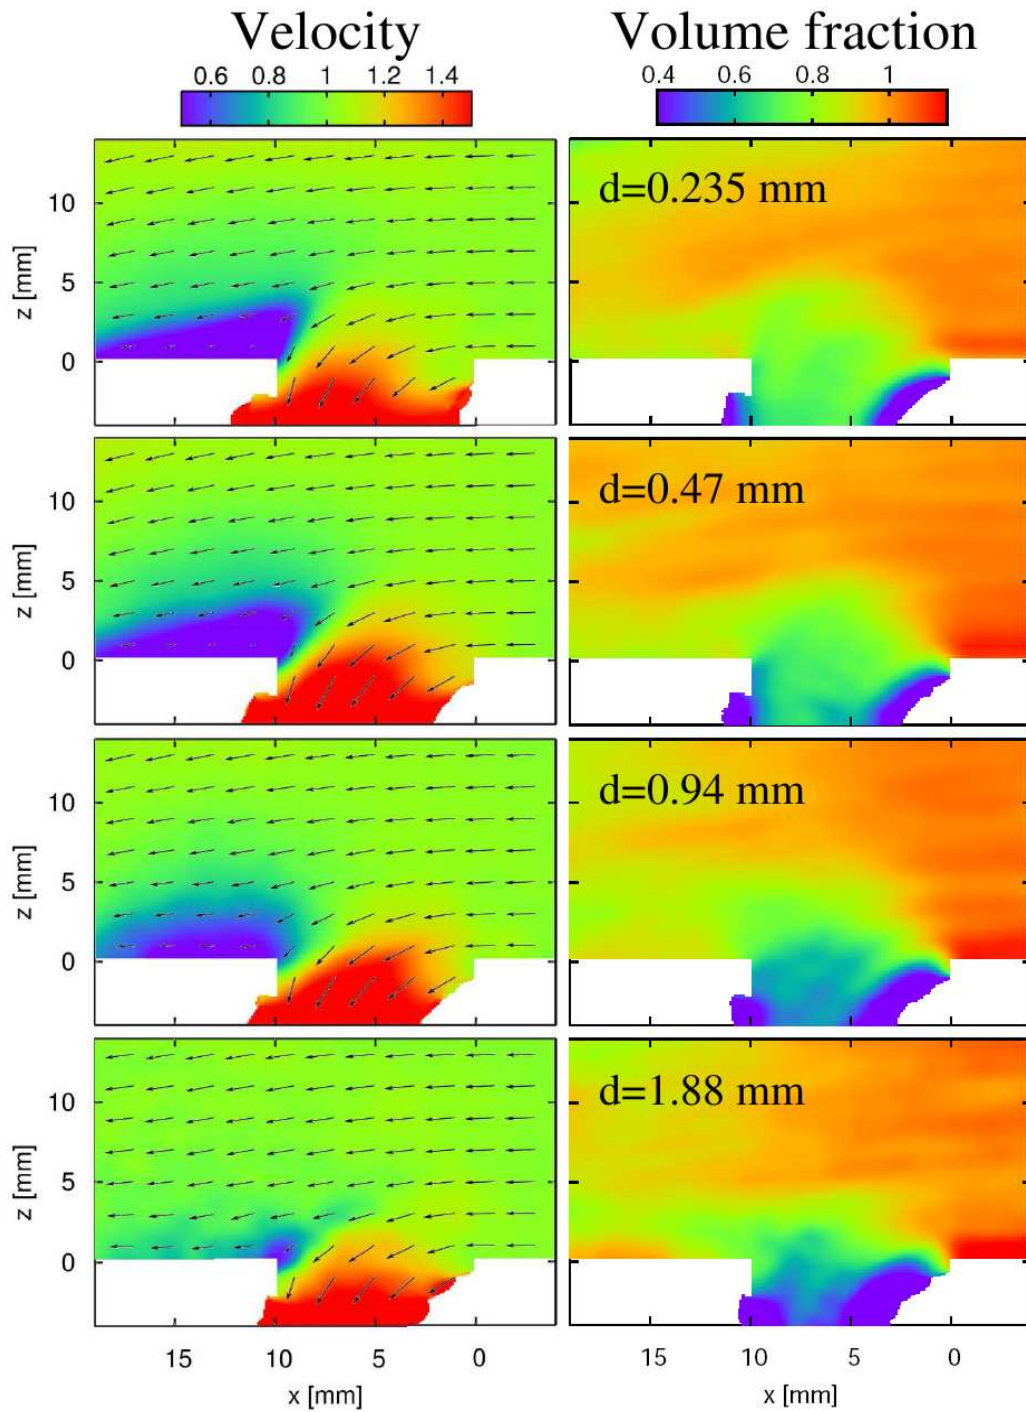 Velocity Volume fraction
0.6 0.8 1 1.2 1.4 0.4 0.6 0.8 1
d=0.235 mm
10
5
0
z [mm]
d=0.47 mm
10
5
0
z [mm]
d=0.94 mm
10
5
0
z [mm]
d=1.88 mm
10
5
0
z [mm]
15 10 5 0 15 10 5 0
x [mm] x [mm]